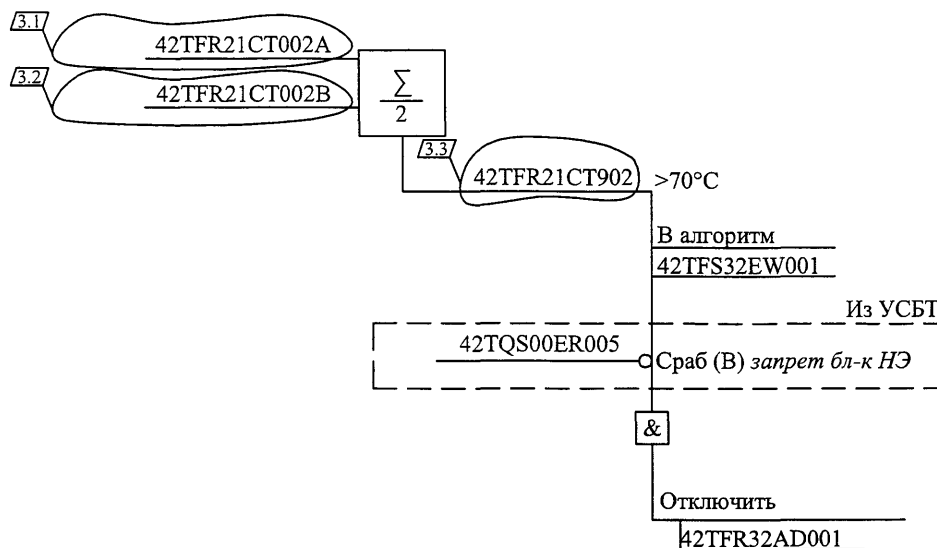 3.1
42TFR21CT002A
3.2
42TFR21CT002B
Σ
2
3.3
42TFR21CT902 >70°C
В алгоритм
42TFS32EW001
Из УСБТ
42TQS00ER005
Сраб (В) запрет бл-к НЭ
&
Отключить
42TFR32AD001